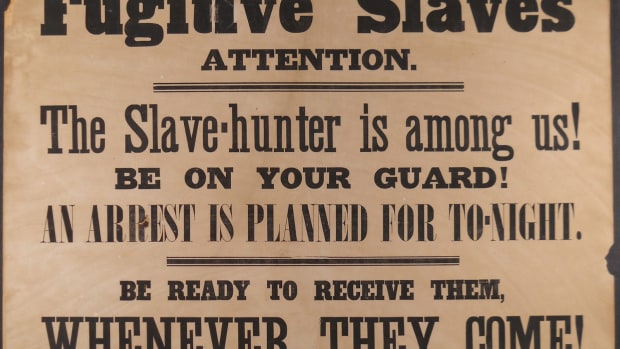 Fugitive Slaves
ATTENTION.
The Slave-hunter is among us!
BE ON YOUR GUARD!
AN ARREST IS PLANNED FOR TO-NIGHT.
BE READY TO RECEIVE THEM,
WHENEVER THEY COME!